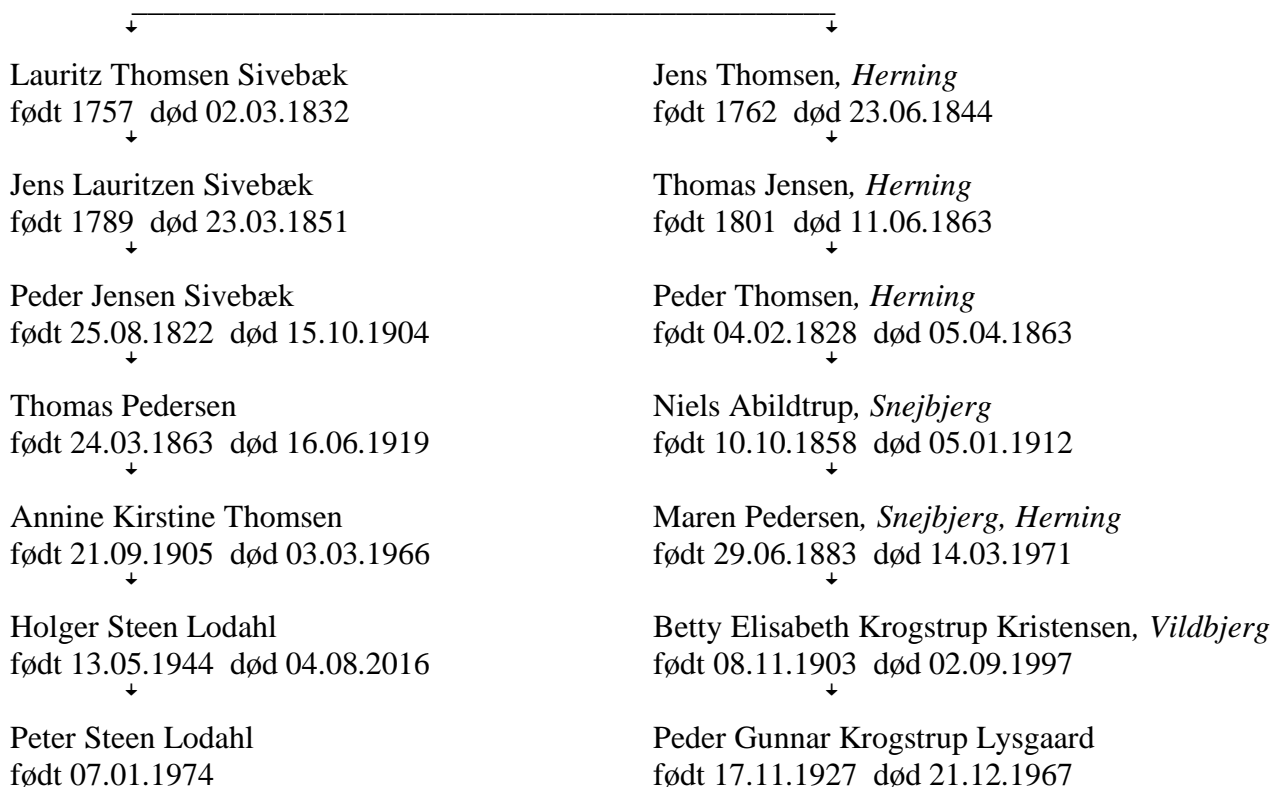 Lauritz Thomsen Sivebæk
født 1757 død 02.03.1832
Jens Lauritzen Sivebæk
født 1789 død 23.03.1851
Peder Jensen Sivebæk
født 25.08.1822 død 15.10.1904
Thomas Pedersen
født 24.03.1863 død 16.06.1919
Annine Kirstine Thomsen
født 21.09.1905 død 03.03.1966
Holger Steen Lodahl
født 13.05.1944 død 04.08.2016
Peter Steen Lodahl
født 07.01.1974
Jens Thomsen, Herning
født 1762 død 23.06.1844
Thomas Jensen, Herning
født 1801 død 11.06.1863
Peder Thomsen, Herning
født 04.02.1828 død 05.04.1863
Niels Abildtrup, Snejbjerg
født 10.10.1858 død 05.01.1912
Maren Pedersen, Snejbjerg, Herning
født 29.06.1883 død 14.03.1971
Betty Elisabeth Krogstrup Kristensen, Vildbjerg
født 08.11.1903 død 02.09.1997
Peder Gunnar Krogstrup Lysgaard
født 17.11.1927 død 21.12.1967